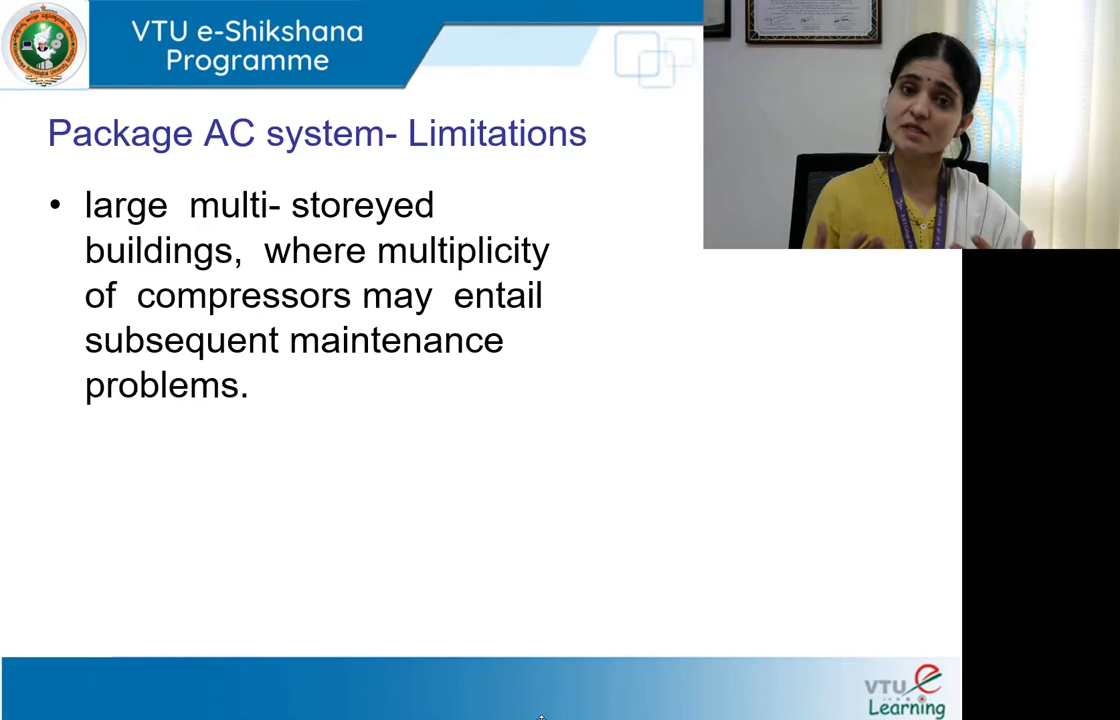 VTU e-Shikshana
Programme
Package AC system- Limitations
• large multi- storeyed
buildings, where multiplicity
of compressors may entail
subsequent maintenance
problems.
VTU e
Learning